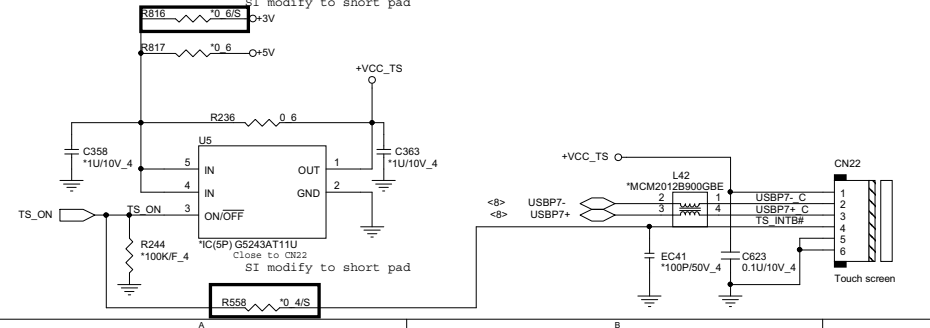 SI modify to short pad
R816 *0_6/S +3V
R817 *0_6 +5V
+VCC_TS
R236 0_6
C358
*1U/10V_4
U5
C363
*1U/10V_4
5 IN OUT 1
4 IN GND 2
TS_ON TS_ON 3 ON/OFF
*IC(5P) G5243AT11U
Close to CN22
R244
*100K/F_4
SI modify to short pad
R558 *0_4/S
+VCC_TS
CN22
L42
*MCM2012B900GBE
<8> USBP7- 2 1 USBP7-_C
<8> USBP7+ 3 4 USBP7+_C
TS_INTB#
1
2
3
4
5
6
EC41
*100P/50V_4
C623
0.1U/10V_4
Touch screen
A B